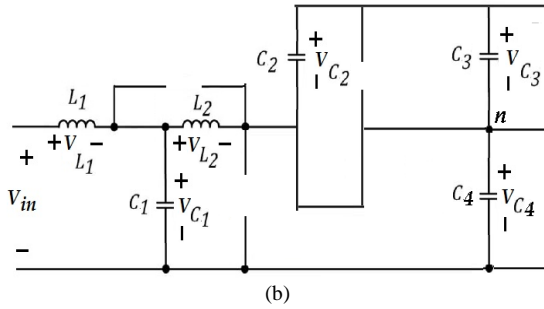 C2 + V C2 −
C3 + V C3 −
L1
L2
n
+ V L1 −
+ V L2 −
+ Vin −
C1 + V C1 −
C4 + V C4 −
(b)